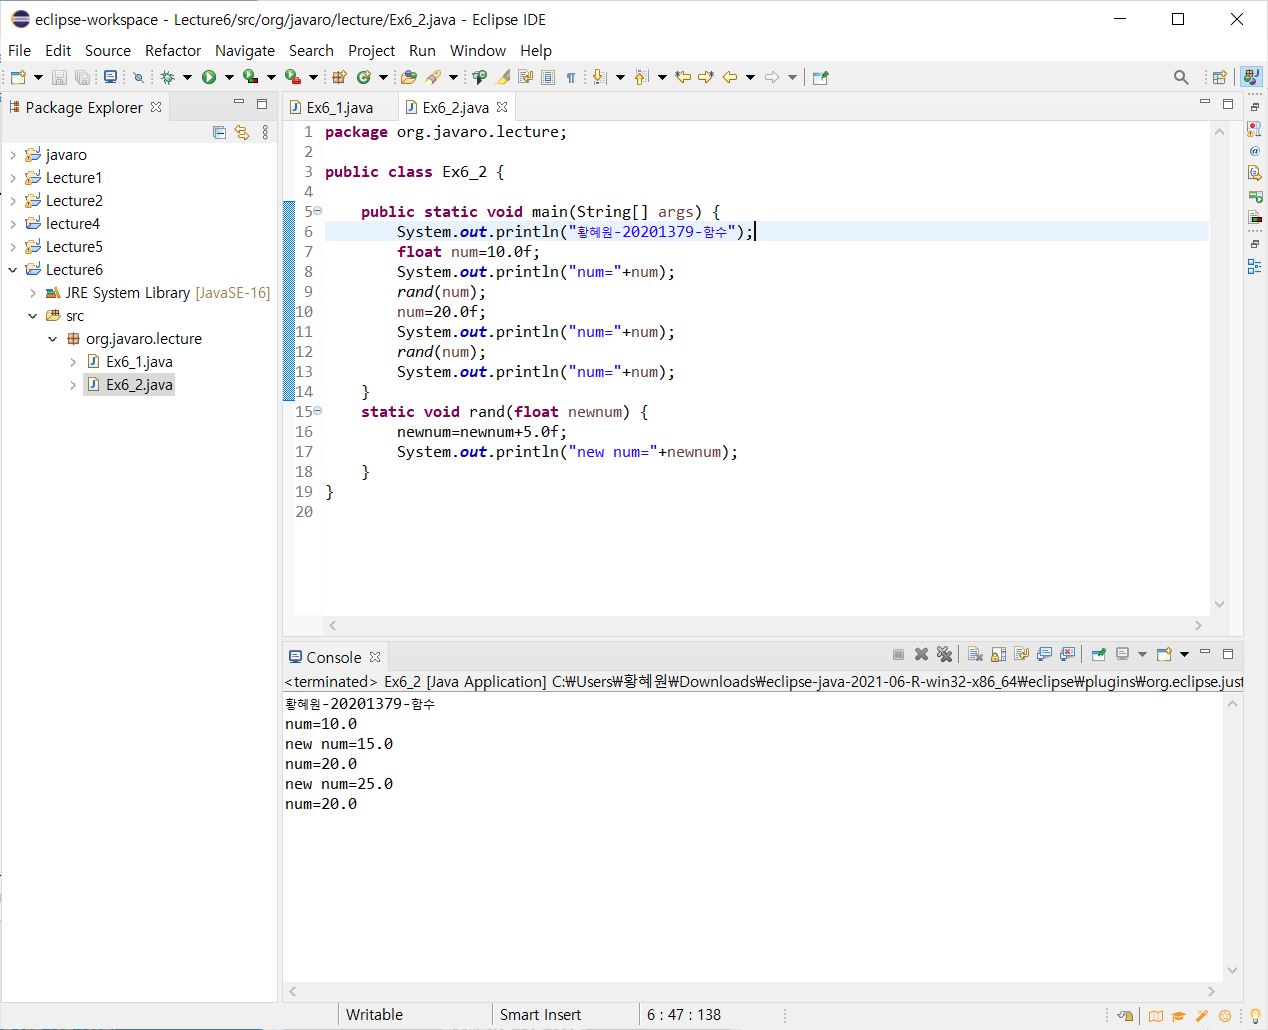 eclipse-workspace - Lecture6/src/org/javaro/lecture/Ex6_2.java - Eclipse IDE
File Edit Source Refactor Navigate Search Project Run Window Help
Package Explorer
javaro
Lecture1
Lecture2
lecture4
Lecture5
Lecture6
JRE System Library [JavaSE-16]
src
org.javaro.lecture
Ex6_1.java
Ex6_2.java
Ex6_1.java Ex6_2.java
1 package org.javaro.lecture;
2
3 public class Ex6_2 {
4
5 public static void main(String[] args) {
6 System.out.println("황혜원-20201379-함수");
7 float num=10.0f;
8 System.out.println("num="+num);
9 rand(num);
10 num=20.0f;
11 System.out.println("num="+num);
12 rand(num);
13 System.out.println("num="+num);
14 }
15 static void rand(float newnum) {
16 newnum=newnum+5.0f;
17 System.out.println("new num="+newnum);
18 }
19 }
20
Console
<terminated> Ex6_2 [Java Application] C:₩Users₩황혜원₩Downloads₩eclipse-java-2021-06-R-win32-x86_64₩eclipse₩plugins₩org.eclipse.just
황혜원-20201379-함수
num=10.0
new num=15.0
num=20.0
new num=25.0
num=20.0
Writable Smart Insert 6 : 47 : 138